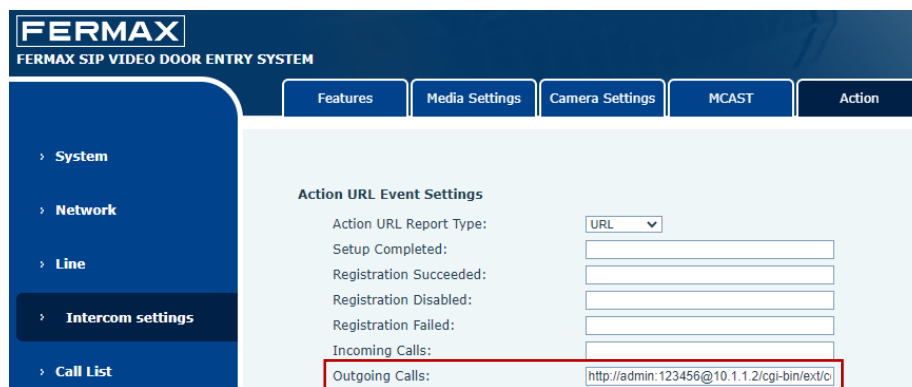 FERMAX
FERMAX SIP VIDEO DOOR ENTRY SYSTEM
Features Media Settings Camera Settings MCAST Action
› System
› Network
› Line
› Intercom settings
› Call List
Action URL Event Settings
Action URL Report Type: URL
Setup Completed:
Registration Succeeded:
Registration Disabled:
Registration Failed:
Incoming Calls:
Outgoing Calls: http://admin:123456@10.1.1.2/cgi-bin/ext/c